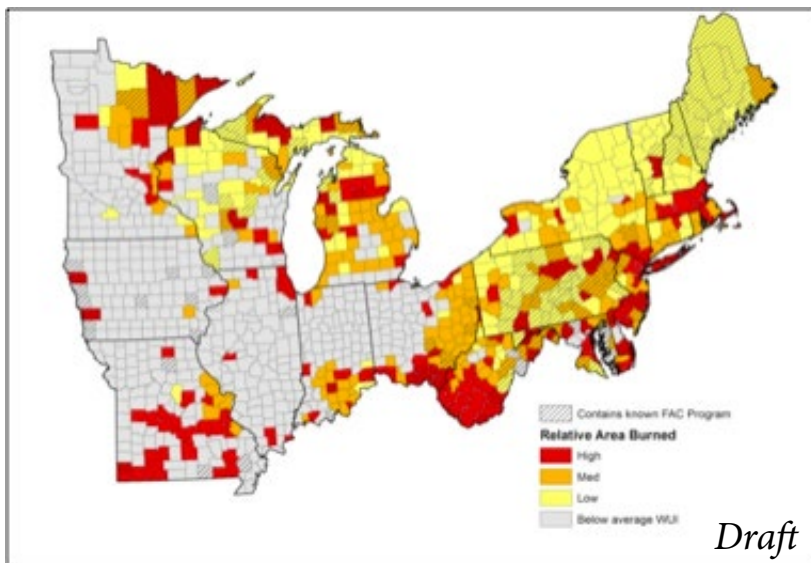 Contains known FAC Program
Relative Area Burned
High
Med
Low
Below average WUI
Draft